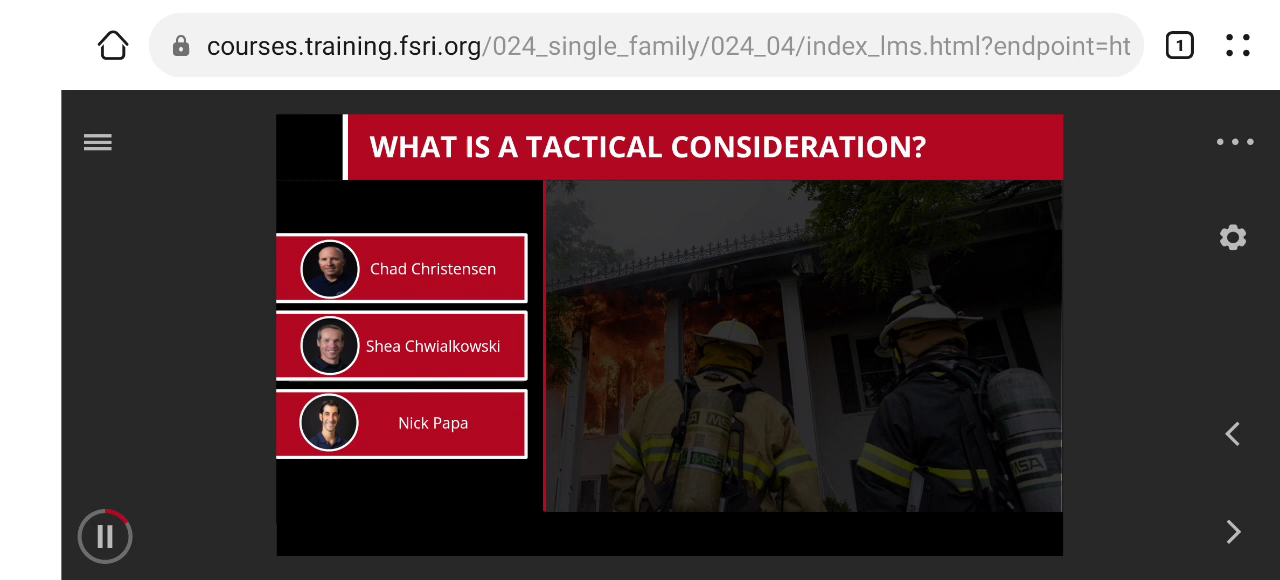 courses.training.fsri.org/024_single_family/024_04/index_lms.html?endpoint=ht
1
WHAT IS A TACTICAL CONSIDERATION?
Chad Christensen
Shea Chwialkowski
Nick Papa
MSA
MSA